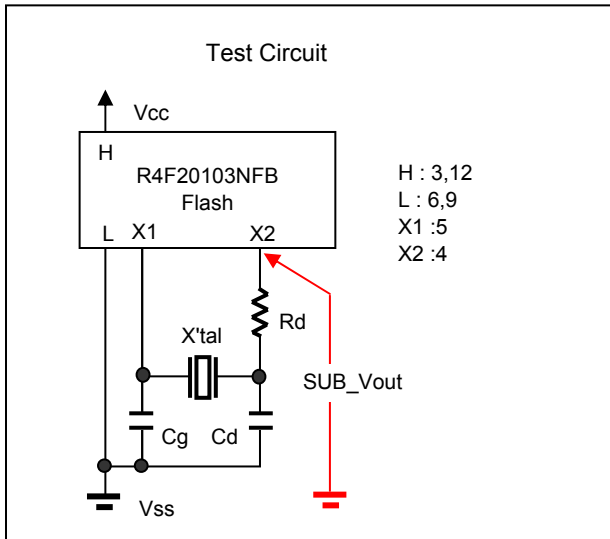 Test Circuit
Vcc
H
R4F20103NFB
Flash
L X1 X2
H : 3,12
L : 6,9
X1 :5
X2 :4
Rd
X'tal
SUB_Vout
Cg Cd
Vss